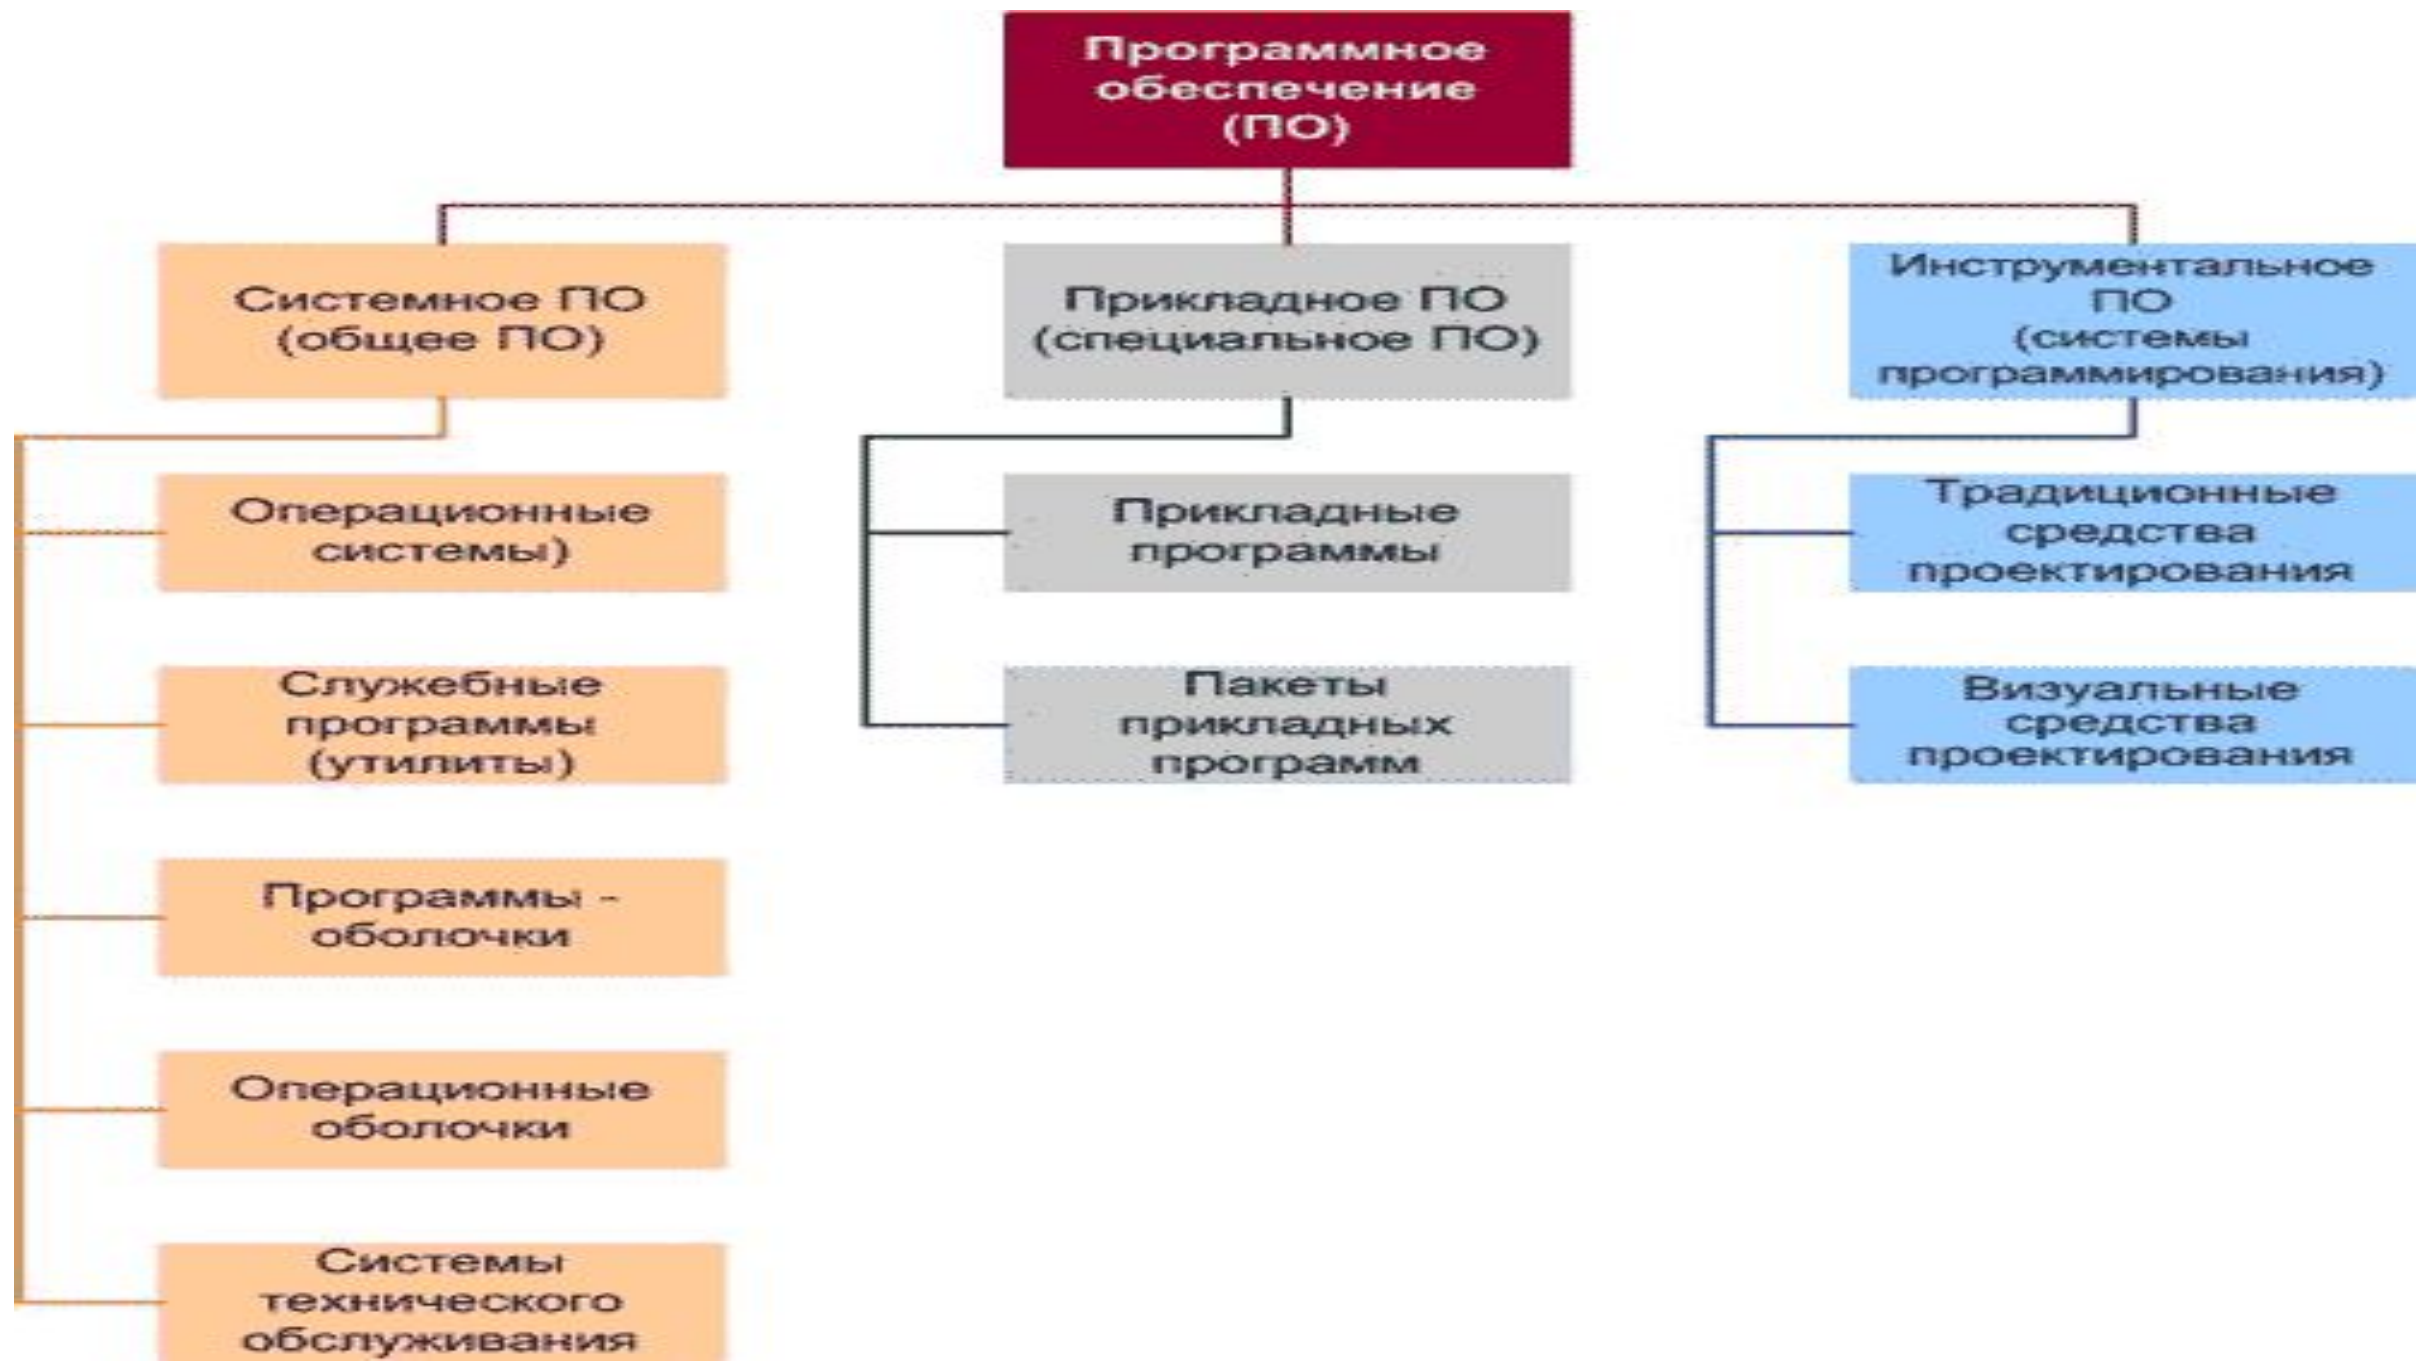 Программное
обеспечение
(ПО)
Системное ПО
(общее ПО)
Прикладное ПО
(специальное ПО)
Инструментальное
ПО
(системы
программирования)
Операционные
системы)
Прикладные
программы
Традиционные
средства
проектирования
Служебные
программы
(утилиты)
Пакеты
прикладных
программ
Визуальные
средства
проектирования
Программы -
оболочки
Операционные
оболочки
Системы
технического
обслуживания